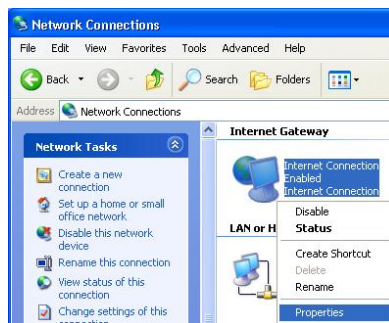 Network Connections
File Edit View Favorites Tools Advanced Help
Back Search Folders
Address Network Connections
Network Tasks
Create a new
connection
Set up a home or small
office network
Disable this network
device
Rename this connection
View status of this
connection
Change settings of this
connection
Internet Gateway
Internet Connection
Enabled
Internet Connection
LAN or H
Disable
Status
Create Shortcut
Delete
Rename
Properties